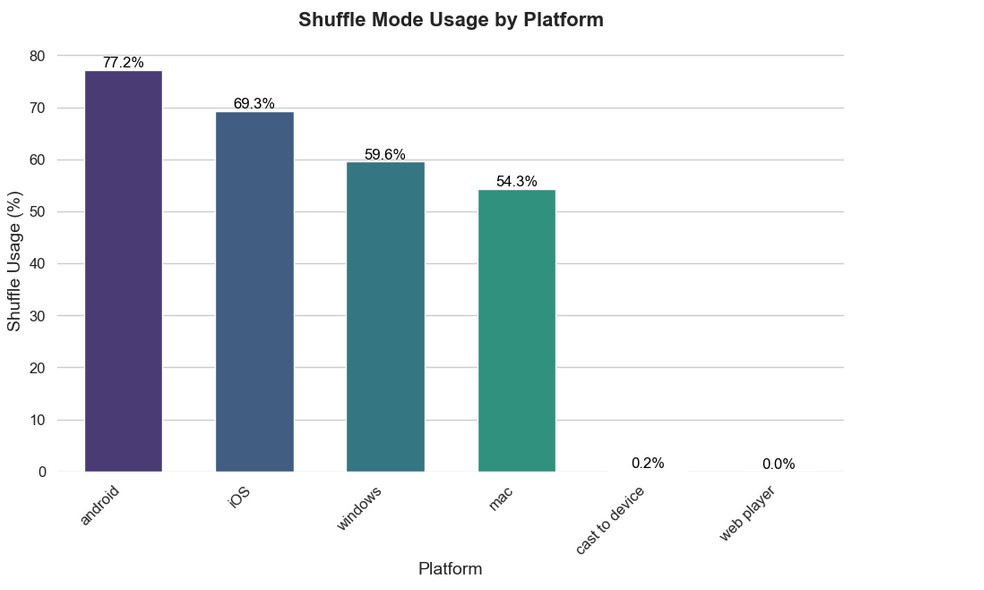 Shuffle Mode Usage by Platform
Shuffle Usage (%)
80
70
60
50
40
30
20
10
0
77.2%
69.3%
59.6%
54.3%
0.2%
0.0%
android
iOS
windows
mac
cast to device
web player
Platform